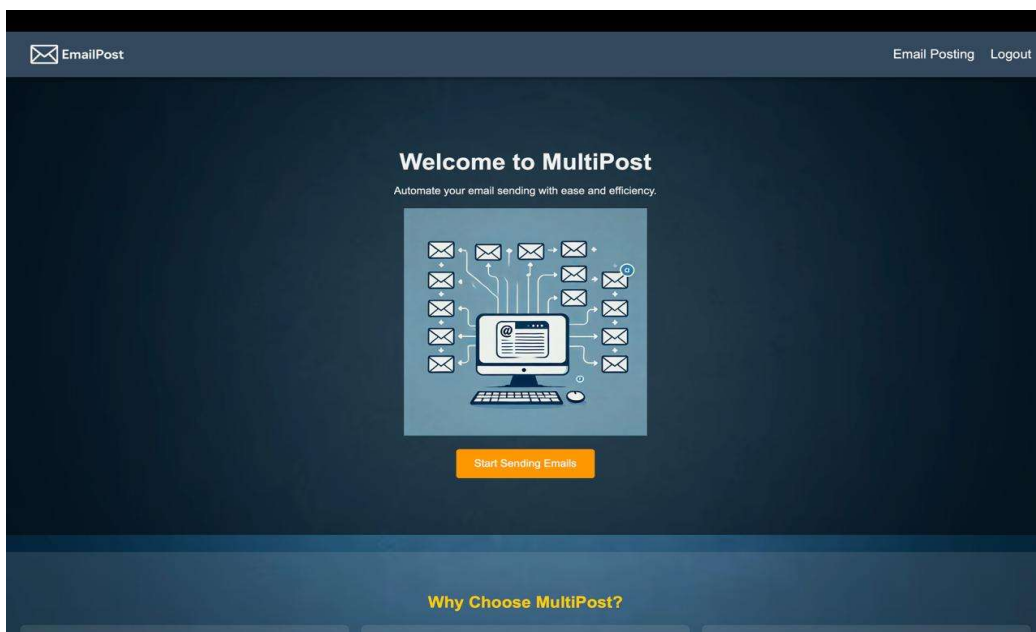 EmailPost
Email Posting Logout
Welcome to MultiPost
Automate your email sending with ease and efficiency.
@
Start Sending Emails
Why Choose MultiPost?